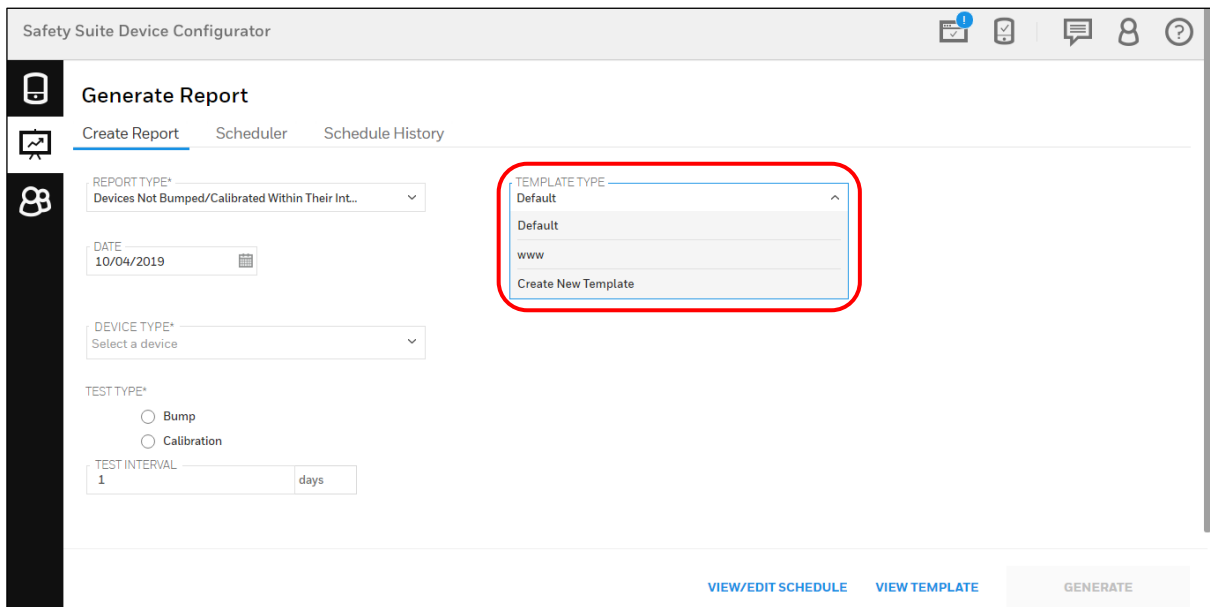 Safety Suite Device Configurator
!
?
Generate Report
Create Report Scheduler Schedule History
REPORT TYPE*
Devices Not Bumped/Calibrated Within Their Int...
TEMPLATE TYPE
Default
Default
www
Create New Template
DATE
10/04/2019
DEVICE TYPE*
Select a device
TEST TYPE*
Bump
Calibration
TEST INTERVAL
1 days
VIEW/EDIT SCHEDULE VIEW TEMPLATE GENERATE